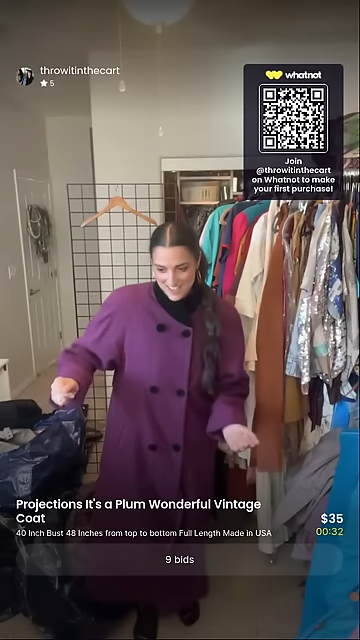 throwitinthecart
★ 5
whatnot
Join
@throwitinthecart
on Whatnot to make
your first purchase!
Projections It's a Plum Wonderful Vintage
Coat
$35
40 Inch Bust 48 Inches from top to bottom Full Length Made in USA
00:32
9 bids